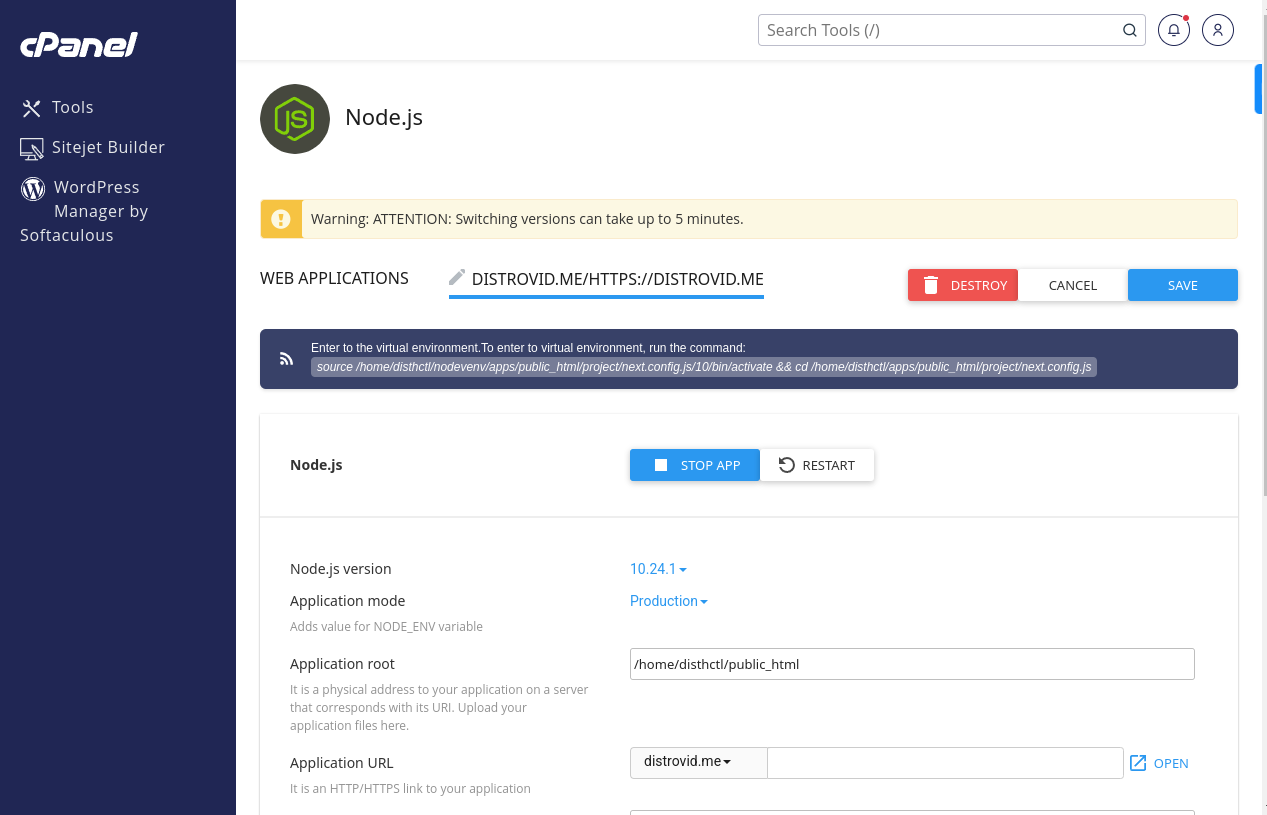 cPanel
Search Tools (/)
Tools
Sitejet Builder
WordPress
Manager by
Softaculous
JS
Node.js
Warning: ATTENTION: Switching versions can take up to 5 minutes.
WEB APPLICATIONS
DISTROVID.ME/HTTPS://DISTROVID.ME
DESTROY
CANCEL
SAVE
Enter to the virtual environment.To enter to virtual environment, run the command:
source /home/disthctl/nodevenv/apps/public_html/project/next.config.js/10/bin/activate && cd /home/disthctl/apps/public_html/project/next.config.js
Node.js
STOP APP
RESTART
Node.js version
10.24.1
Application mode
Production
Adds value for NODE_ENV variable
Application root
/home/disthctl/public_html
It is a physical address to your application on a server
that corresponds with its URI. Upload your
application files here.
Application URL
distrovid.me
OPEN
It is an HTTP/HTTPS link to your application